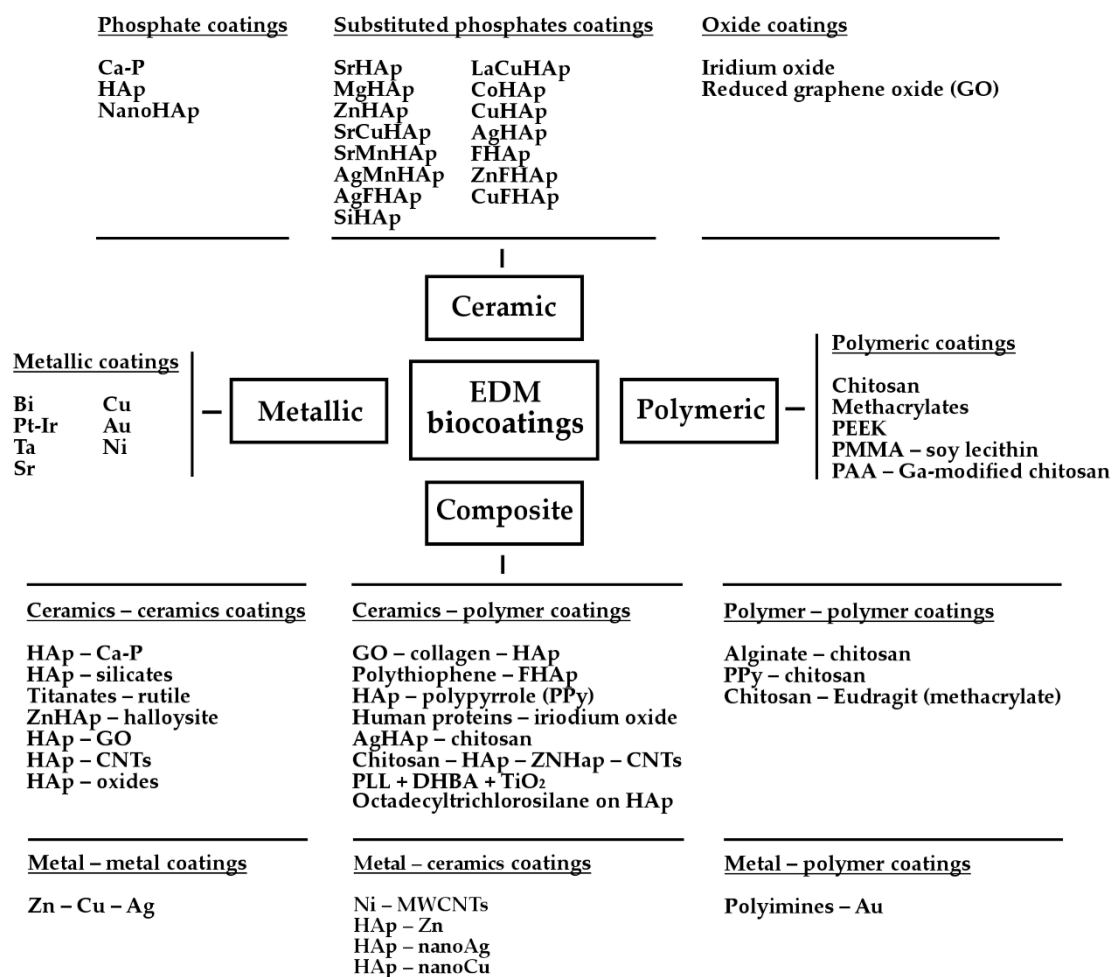 Phosphate coatings
Ca-P
HAp
NanoHAp
Substituted phosphates coatings
SrHAp
MgHAp
ZnHAp
SrCuHAp
SrMnHAp
AgMnHAp
AgFHAp
SiHAp
LaCuHAp
CoHAp
CuHAp
AgHAp
FHAp
ZnFHAp
CuFHAp
Oxide coatings
Iridium oxide
Reduced graphene oxide (GO)
Ceramic
Metallic coatings
Bi
Pt-Ir
Ta
Sr
Cu
Au
Ni
Metallic
EDM
biocoatings
Polymeric
Polymeric coatings
Chitosan
Methacrylates
PEEK
PMMA – soy lecithin
PAA – Ga-modified chitosan
Composite
Ceramics – ceramics coatings
HAp – Ca-P
HAp – silicates
Titanates – rutile
ZnHAp – halloysite
HAp – GO
HAp – CNTs
HAp – oxides
Ceramics – polymer coatings
GO – collagen – HAp
Polythiophene – FHAp
HAp – polypyrrole (PPy)
Human proteins – iriodium oxide
AgHAp – chitosan
Chitosan – HAp – ZNHap – CNTs
PLL + DHBA + TiO₂
Octadecyltrichlorosilane on HAp
Polymer – polymer coatings
Alginate – chitosan
PPy – chitosan
Chitosan – Eudragit (methacrylate)
Metal – metal coatings
Zn – Cu – Ag
Metal – ceramics coatings
Ni – MWCNTs
HAp – Zn
HAp – nanoAg
HAp – nanoCu
Metal – polymer coatings
Polyimines – Au